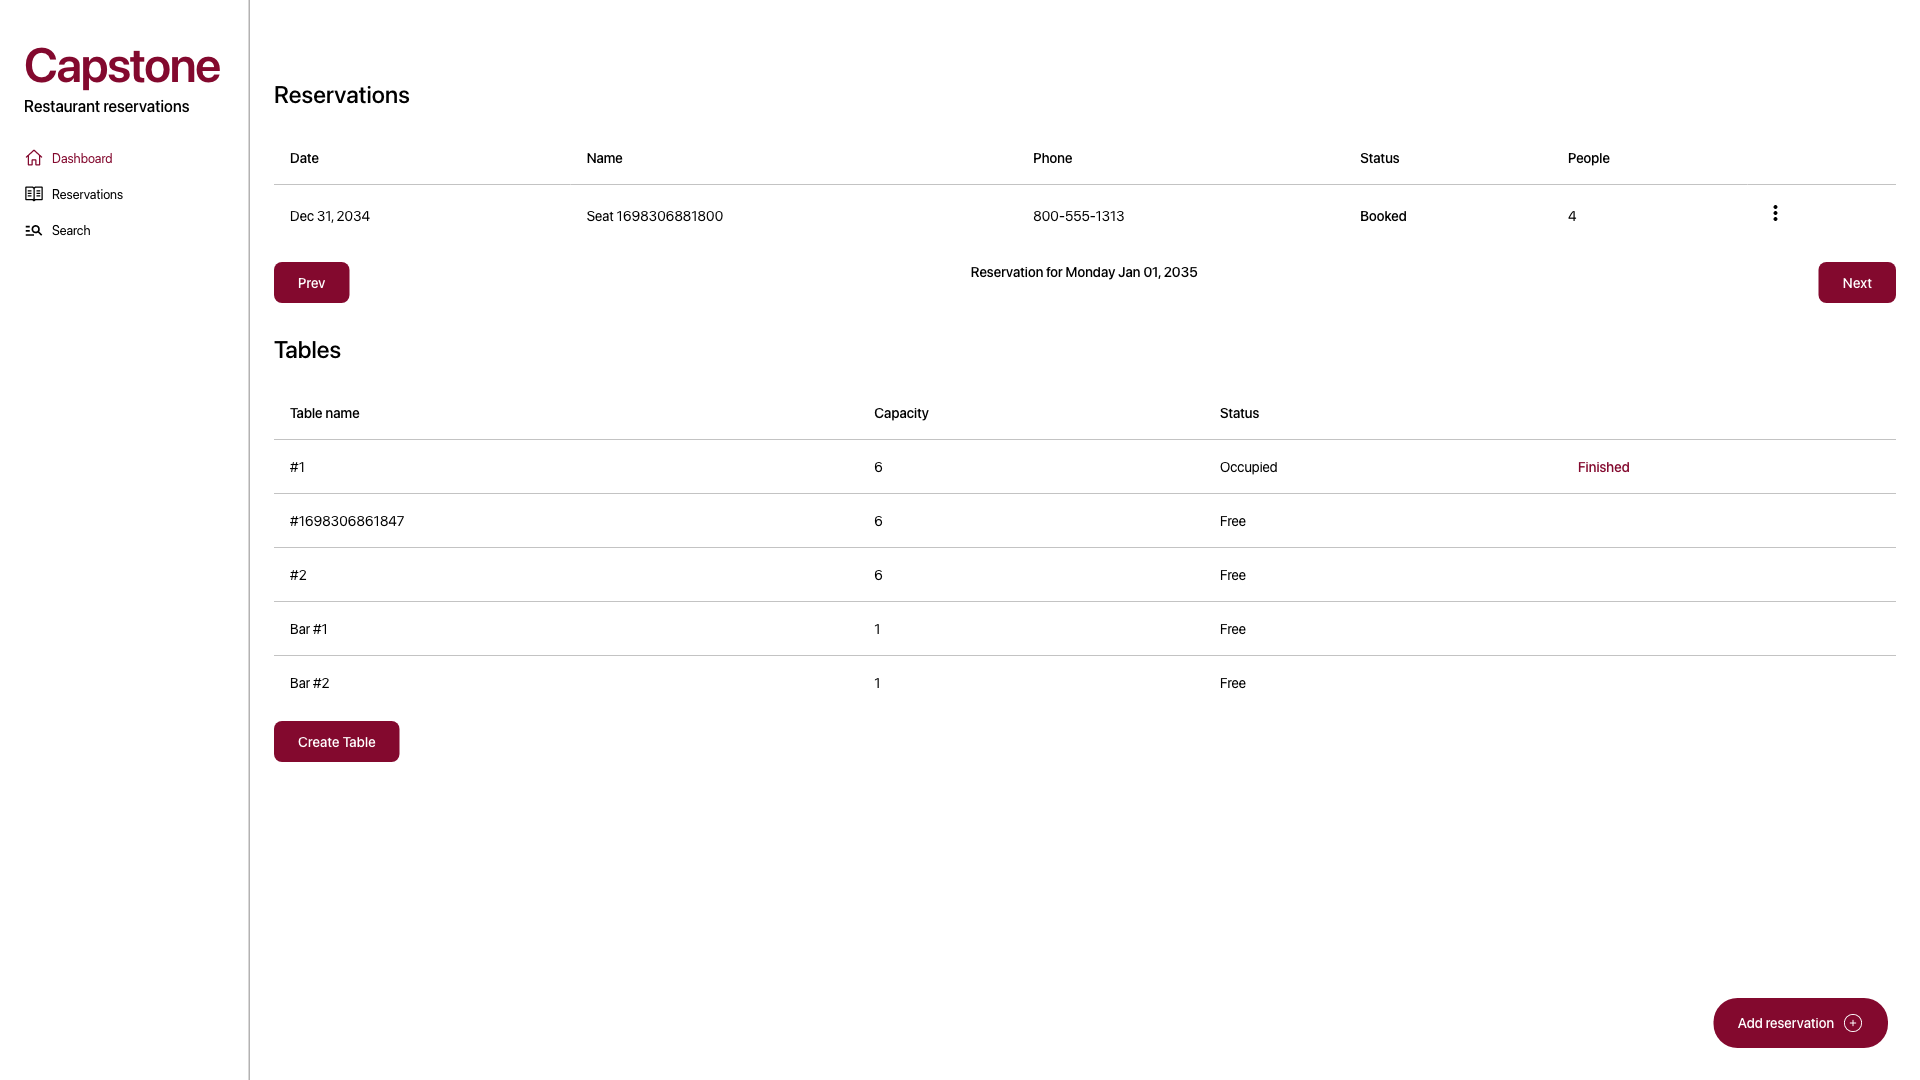 Capstone
Restaurant reservations
Dashboard
Reservations
Search
Reservations
Date Name Phone Status People
Dec 31, 2034 Seat 1698306881800 800-555-1313 Booked 4
Prev Reservation for Monday Jan 01, 2035 Next
Tables
Table name Capacity Status
#1 6 Occupied Finished
#1698306861847 6 Free
#2 6 Free
Bar #1 1 Free
Bar #2 1 Free
Create Table
Add reservation